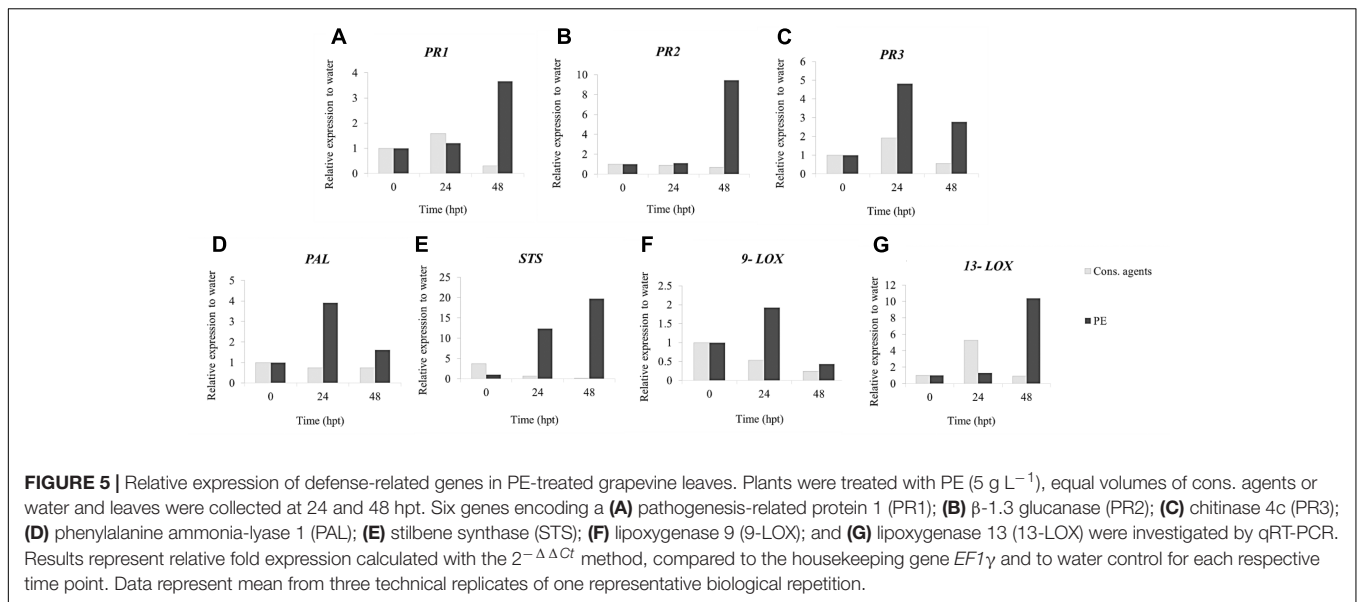 A
PR1
Relative expression to water
4
3
2
1
0
0 24 48
Time (hpt)
B
PR2
Relative expression to water
10
8
6
4
2
0
0 24 48
Time (hpt)
C
PR3
Relative expression to water
6
5
4
3
2
1
0
0 24 48
Time (hpt)
D
PAL
Relative expression to water
5
4
3
2
1
0
0 24 48
Time (hpt)
E
STS
Relative expression to water
25
20
15
10
5
0
0 24 48
Time (hpt)
F
9- LOX
Relative expression to water
2.5
2
1.5
1
0.5
0
0 24 48
Time (hpt)
G
13- LOX
Relative expression to water
12
10
8
6
4
2
0
0 24 48
Time (hpt)
Cons. agents
PE
FIGURE 5 | Relative expression of defense-related genes in PE-treated grapevine leaves. Plants were treated with PE (5 g L−1), equal volumes of cons. agents or
water and leaves were collected at 24 and 48 hpt. Six genes encoding a (A) pathogenesis-related protein 1 (PR1); (B) β-1.3 glucanase (PR2); (C) chitinase 4c (PR3);
(D) phenylalanine ammonia-lyase 1 (PAL); (E) stilbene synthase (STS); (F) lipoxygenase 9 (9-LOX); and (G) lipoxygenase 13 (13-LOX) were investigated by qRT-PCR.
Results represent relative fold expression calculated with the 2−ΔΔCt method, compared to the housekeeping gene EF1γ and to water control for each respective
time point. Data represent mean from three technical replicates of one representative biological repetition.